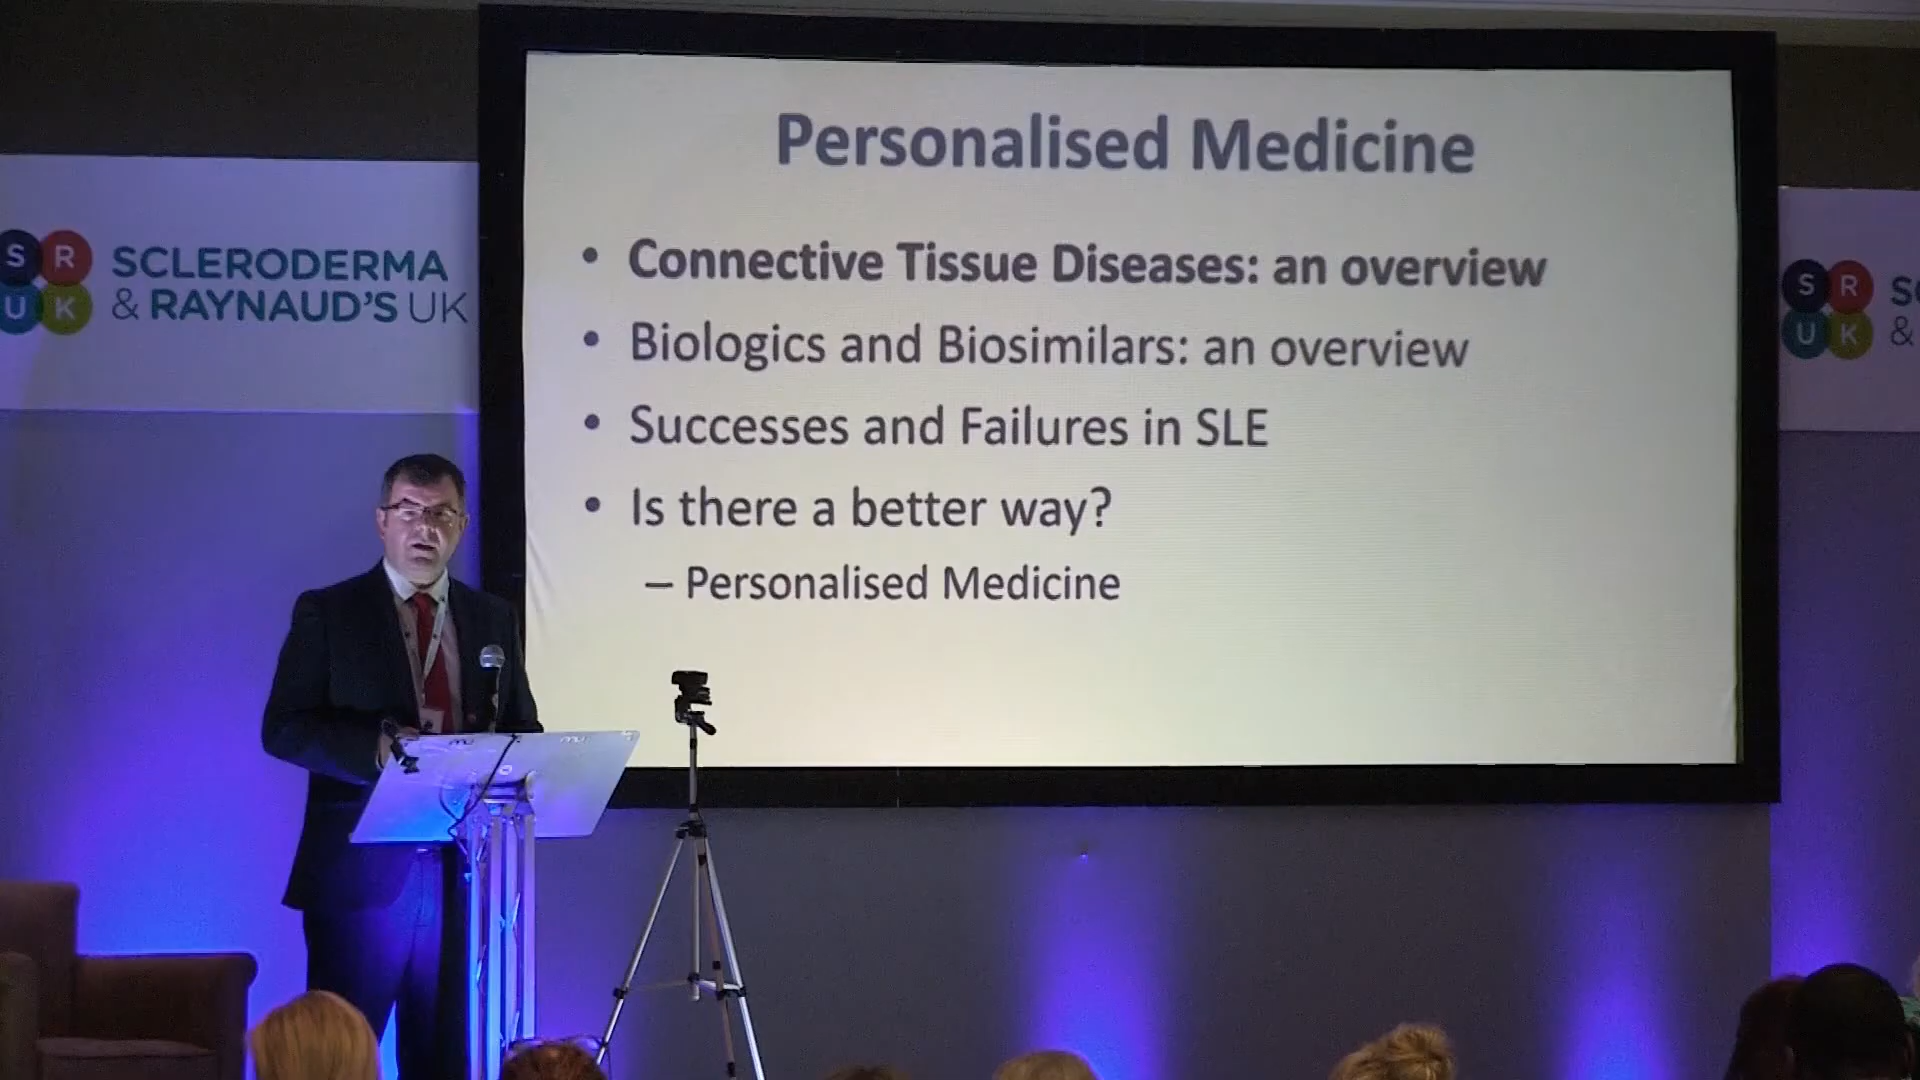 Personalised Medicine
• Connective Tissue Diseases: an overview
• Biologics and Biosimilars: an overview
• Successes and Failures in SLE
• Is there a better way?
– Personalised Medicine
S R
U K
SCLERODERMA
& RAYNAUD'S UK
S R
U K
SC
&